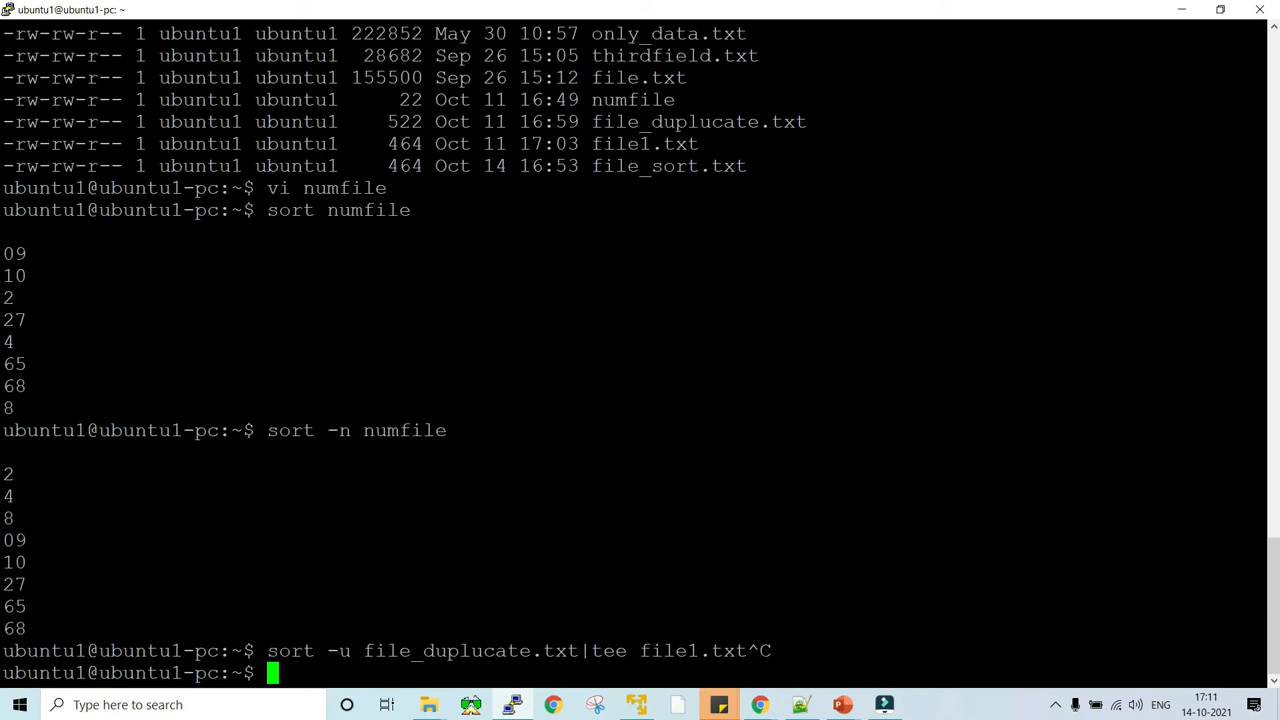 ubuntu1@ubuntu1-pc: ~
-rw-rw-r-- 1 ubuntu1 ubuntu1 222852 May 30 10:57 only_data.txt
-rw-rw-r-- 1 ubuntu1 ubuntu1  28682 Sep 26 15:05 thirdfield.txt
-rw-rw-r-- 1 ubuntu1 ubuntu1 155500 Sep 26 15:12 file.txt
-rw-rw-r-- 1 ubuntu1 ubuntu1     22 Oct 11 16:49 numfile
-rw-rw-r-- 1 ubuntu1 ubuntu1    522 Oct 11 16:59 file_duplucate.txt
-rw-rw-r-- 1 ubuntu1 ubuntu1    464 Oct 11 17:03 file1.txt
-rw-rw-r-- 1 ubuntu1 ubuntu1    464 Oct 14 16:53 file_sort.txt
ubuntu1@ubuntu1-pc:~$ vi numfile
ubuntu1@ubuntu1-pc:~$ sort numfile
09
10
2
27
4
65
68
8
ubuntu1@ubuntu1-pc:~$ sort -n numfile
2
4
8
09
10
27
65
68
ubuntu1@ubuntu1-pc:~$ sort -u file_duplucate.txt|tee file1.txt^C
ubuntu1@ubuntu1-pc:~$
Type here to search
ENG
17:11
14-10-2021